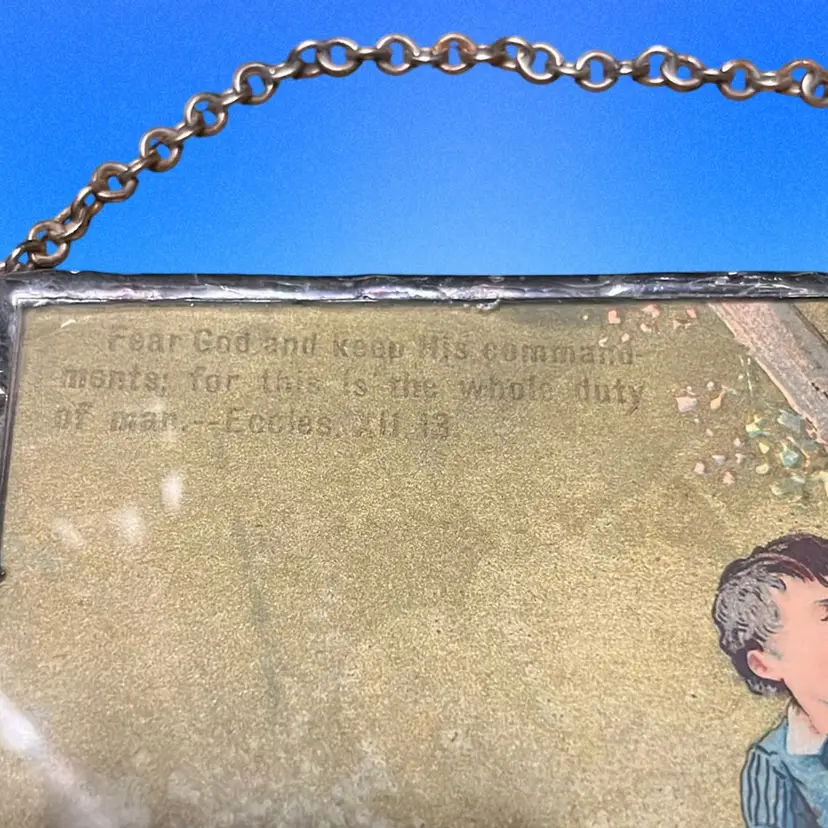 Fear God and keep His command-
ments; for this is the whole duty
of man.--Eccles. XII. 13.